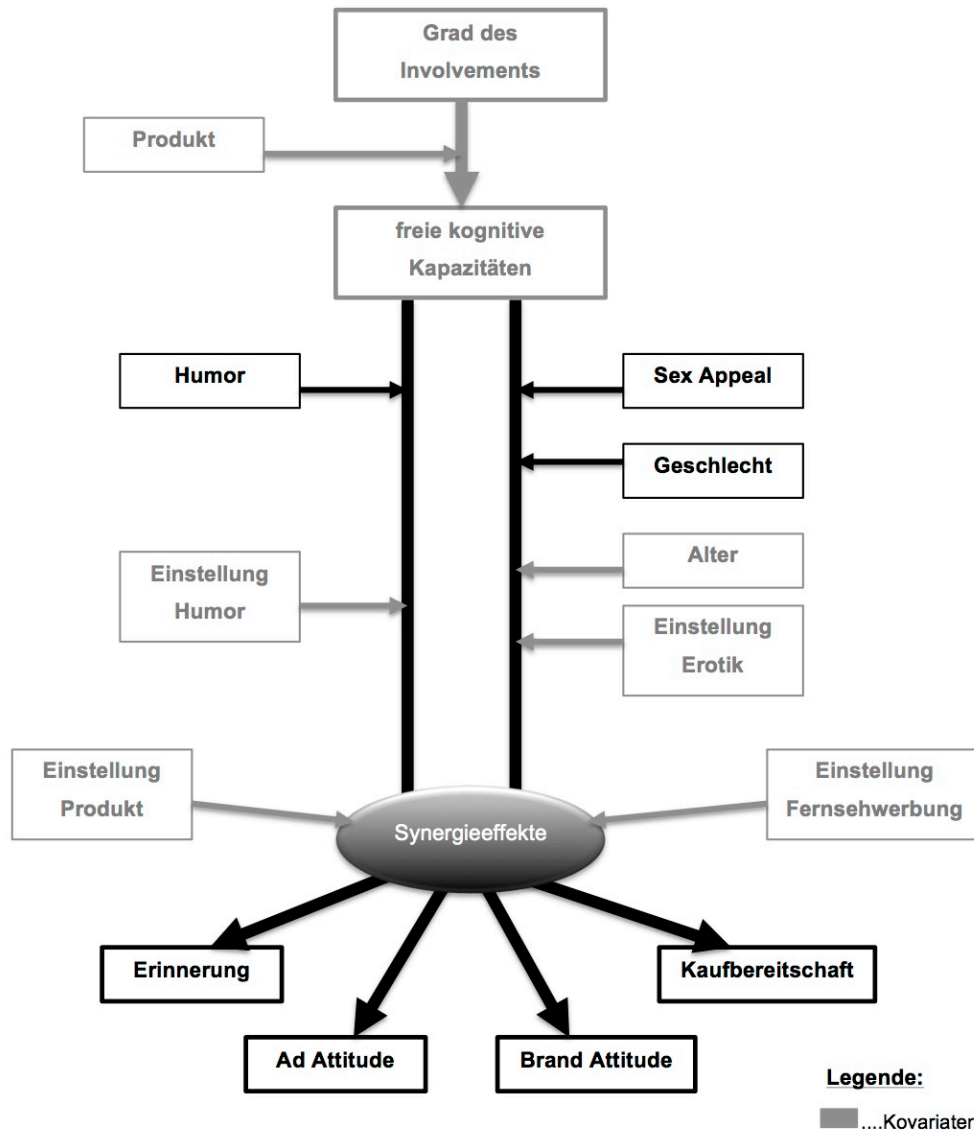 Grad des
Involvements
Produkt
freie kognitive
Kapazitäten
Humor
Sex Appeal
Geschlecht
Einstellung
Humor
Alter
Einstellung
Erotik
Einstellung
Produkt
Einstellung
Fernsehwerbung
Synergieeffekte
Erinnerung
Kaufbereitschaft
Ad Attitude
Brand Attitude
Legende:
....Kovariaten